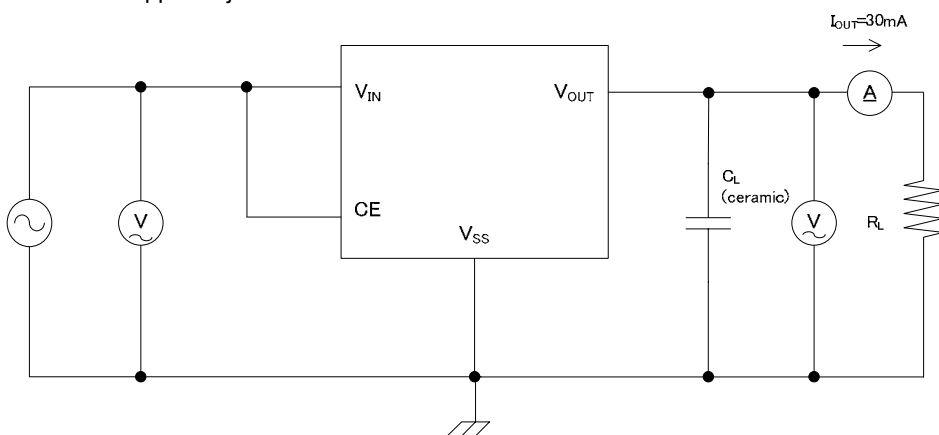 I_OUT=30mA
V_IN
V_OUT
A
V
CE
C_L
(ceramic)
V
R_L
V_SS